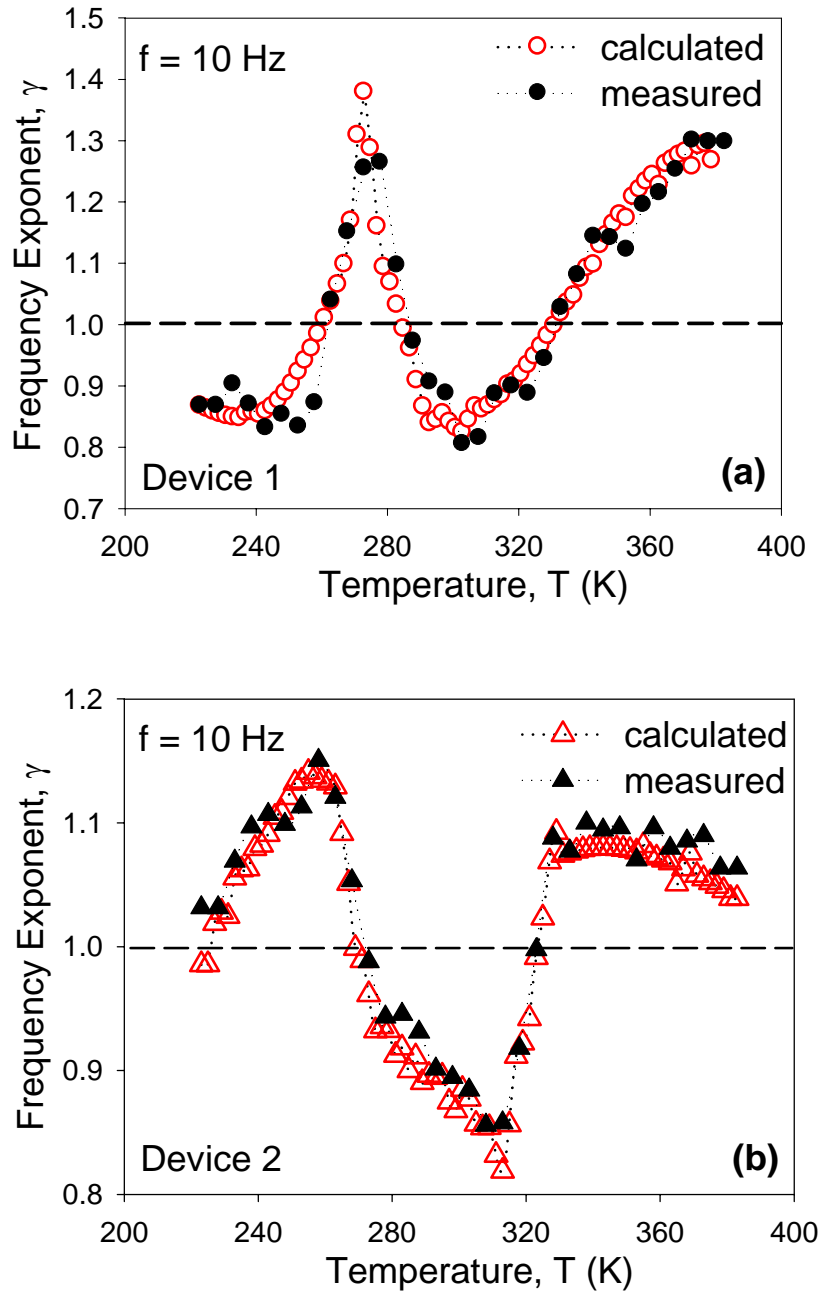 1.6
1.5
1.4
1.3
1.2
1.1
1.0
0.9
0.8
0.7
Frequency Exponent, γ
f = 10 Hz
calculated
measured
Device 1
(a)
200 240 280 320 360 400
Temperature, T (K)
1.2
1.1
1.0
0.9
0.8
Frequency Exponent, γ
f = 10 Hz
calculated
measured
Device 2
(b)
200 240 280 320 360 400
Temperature, T (K)